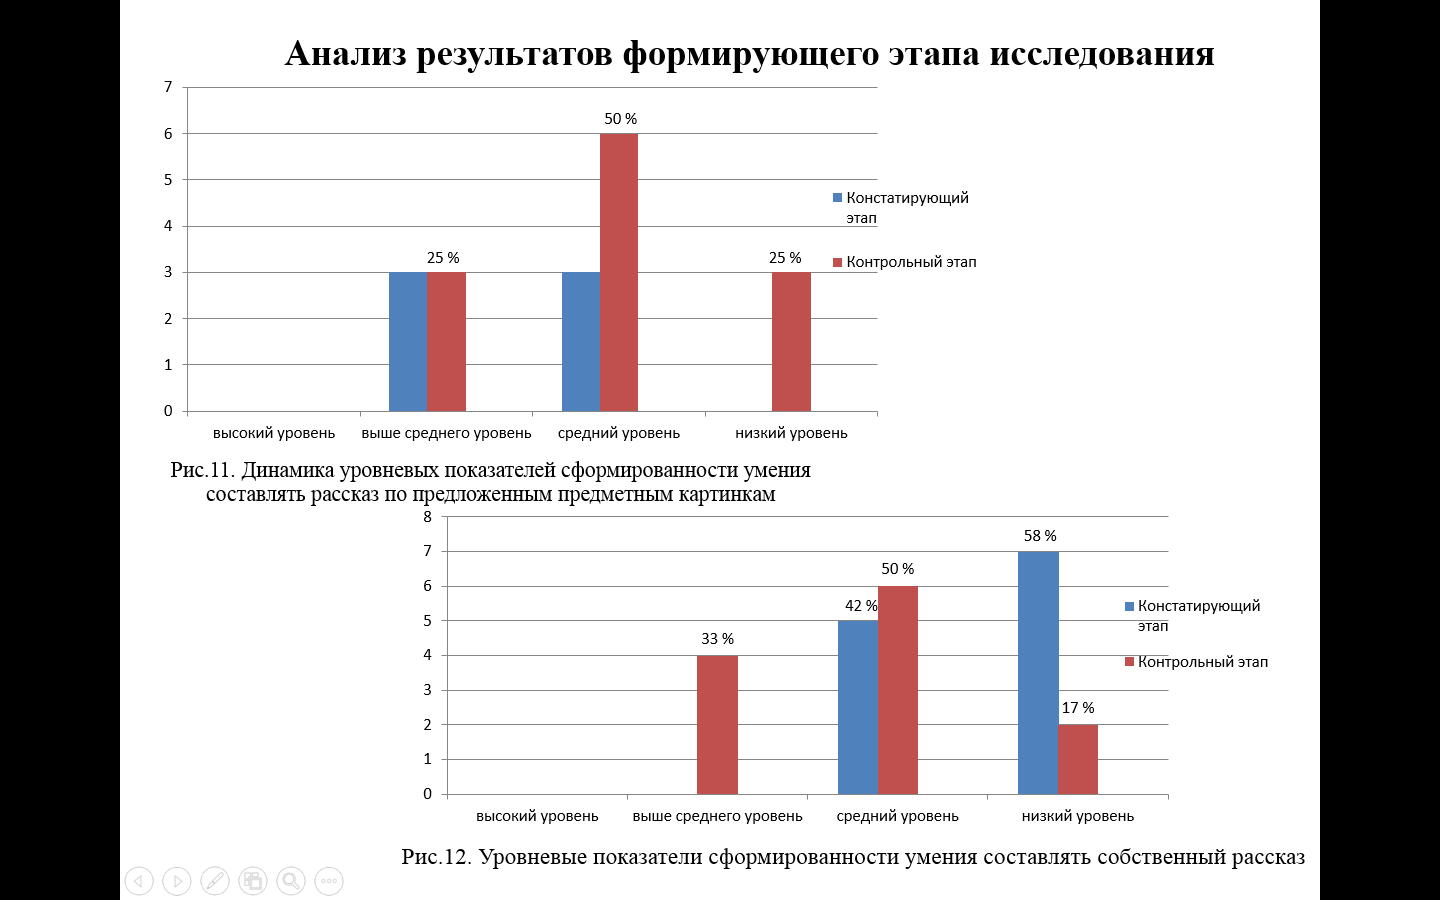 Анализ результатов формирующего этапа исследования
7
6
5
4
3
2
1
0
50 %
25 %
25 %
Констатирующий
этап
Контрольный этап
высокий уровень
выше среднего уровень
средний уровень
низкий уровень
Рис.11. Динамика уровневых показателей сформированности умения
составлять рассказ по предложенным предметным картинкам
8
7
6
5
4
3
2
1
0
58 %
50 %
42 %
33 %
17 %
Констатирующий
этап
Контрольный этап
высокий уровень
выше среднего уровень
средний уровень
низкий уровень
Рис.12. Уровневые показатели сформированности умения составлять собственный рассказ